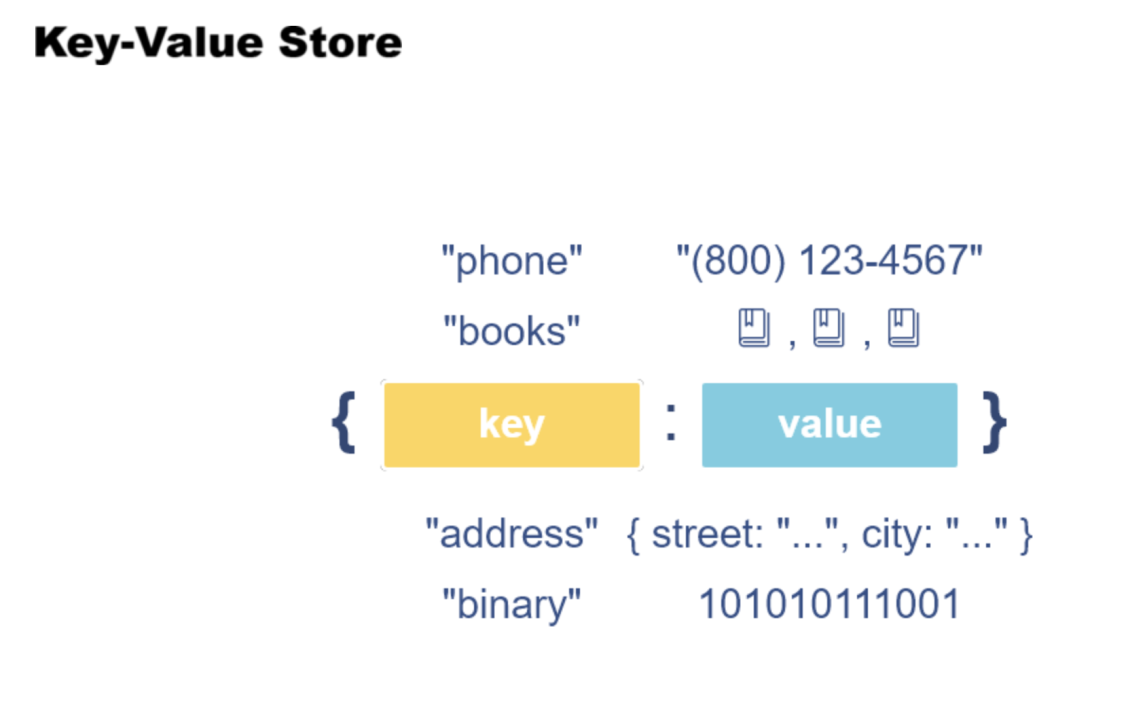 Key-Value Store
"phone" "(800) 123-4567"
"books" , ,
{ key : value }
"address" { street: "...", city: "..." }
"binary" 101010111001